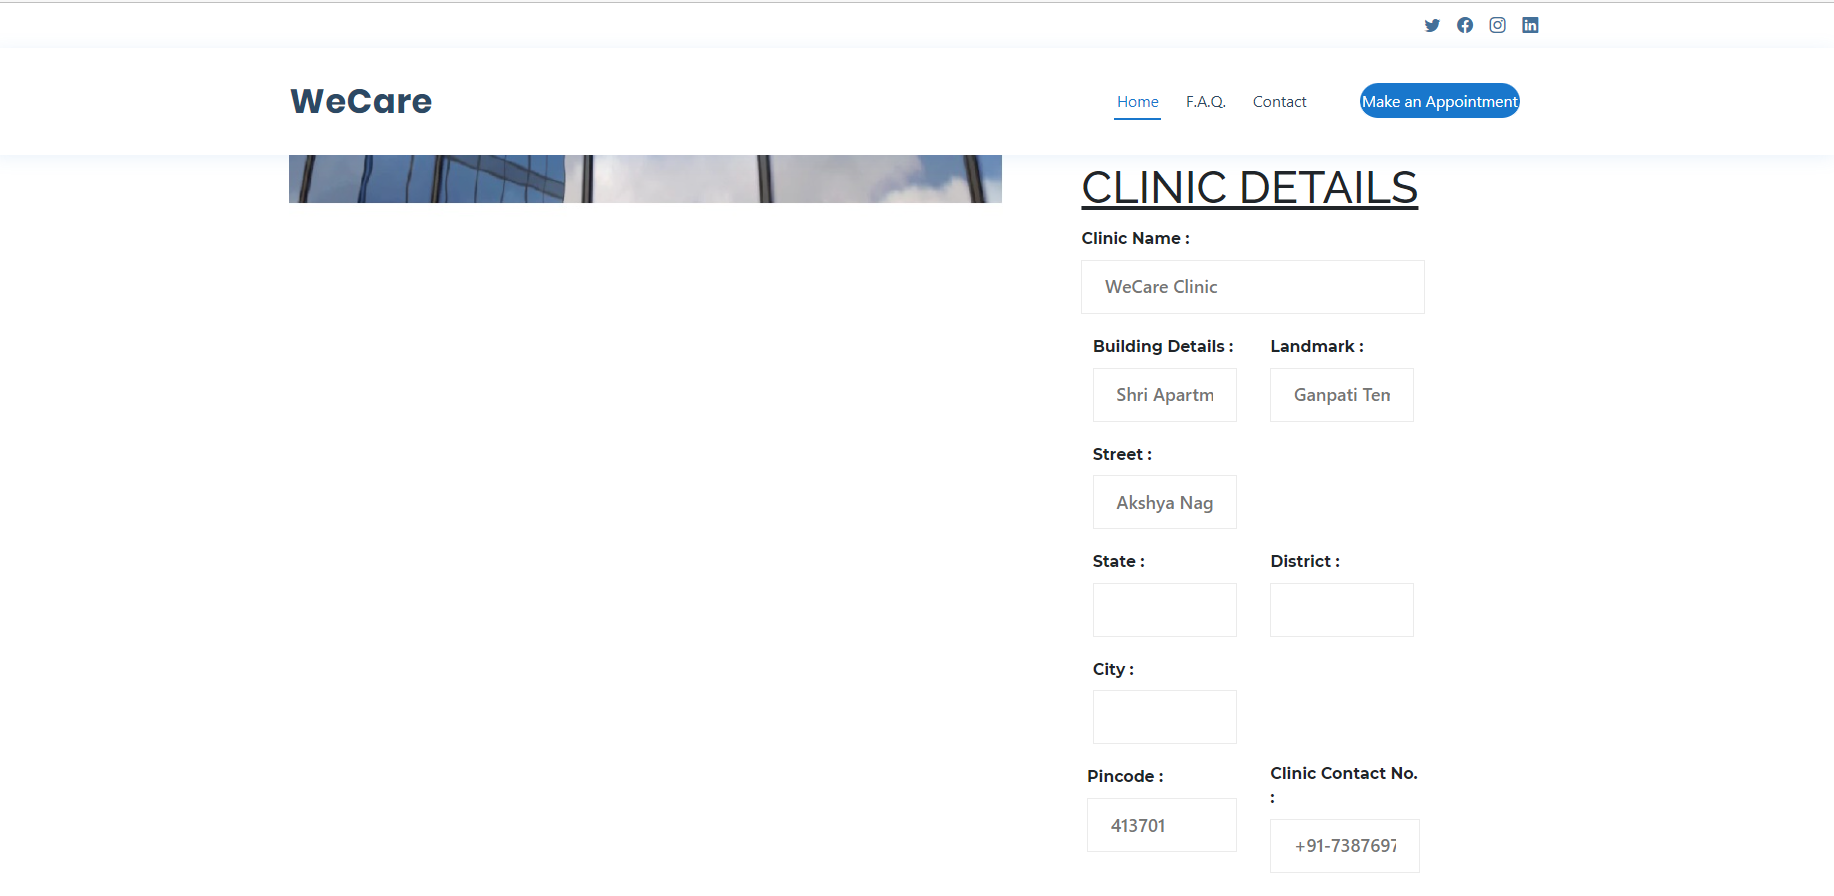 WeCare
Home F.A.Q. Contact Make an Appointment
CLINIC DETAILS
Clinic Name :
WeCare Clinic
Building Details : Landmark :
Shri Apartm Ganpati Tem
Street :
Akshya Nag
State : District :
City :
Pincode : Clinic Contact No.
:
413701
+91-7387697